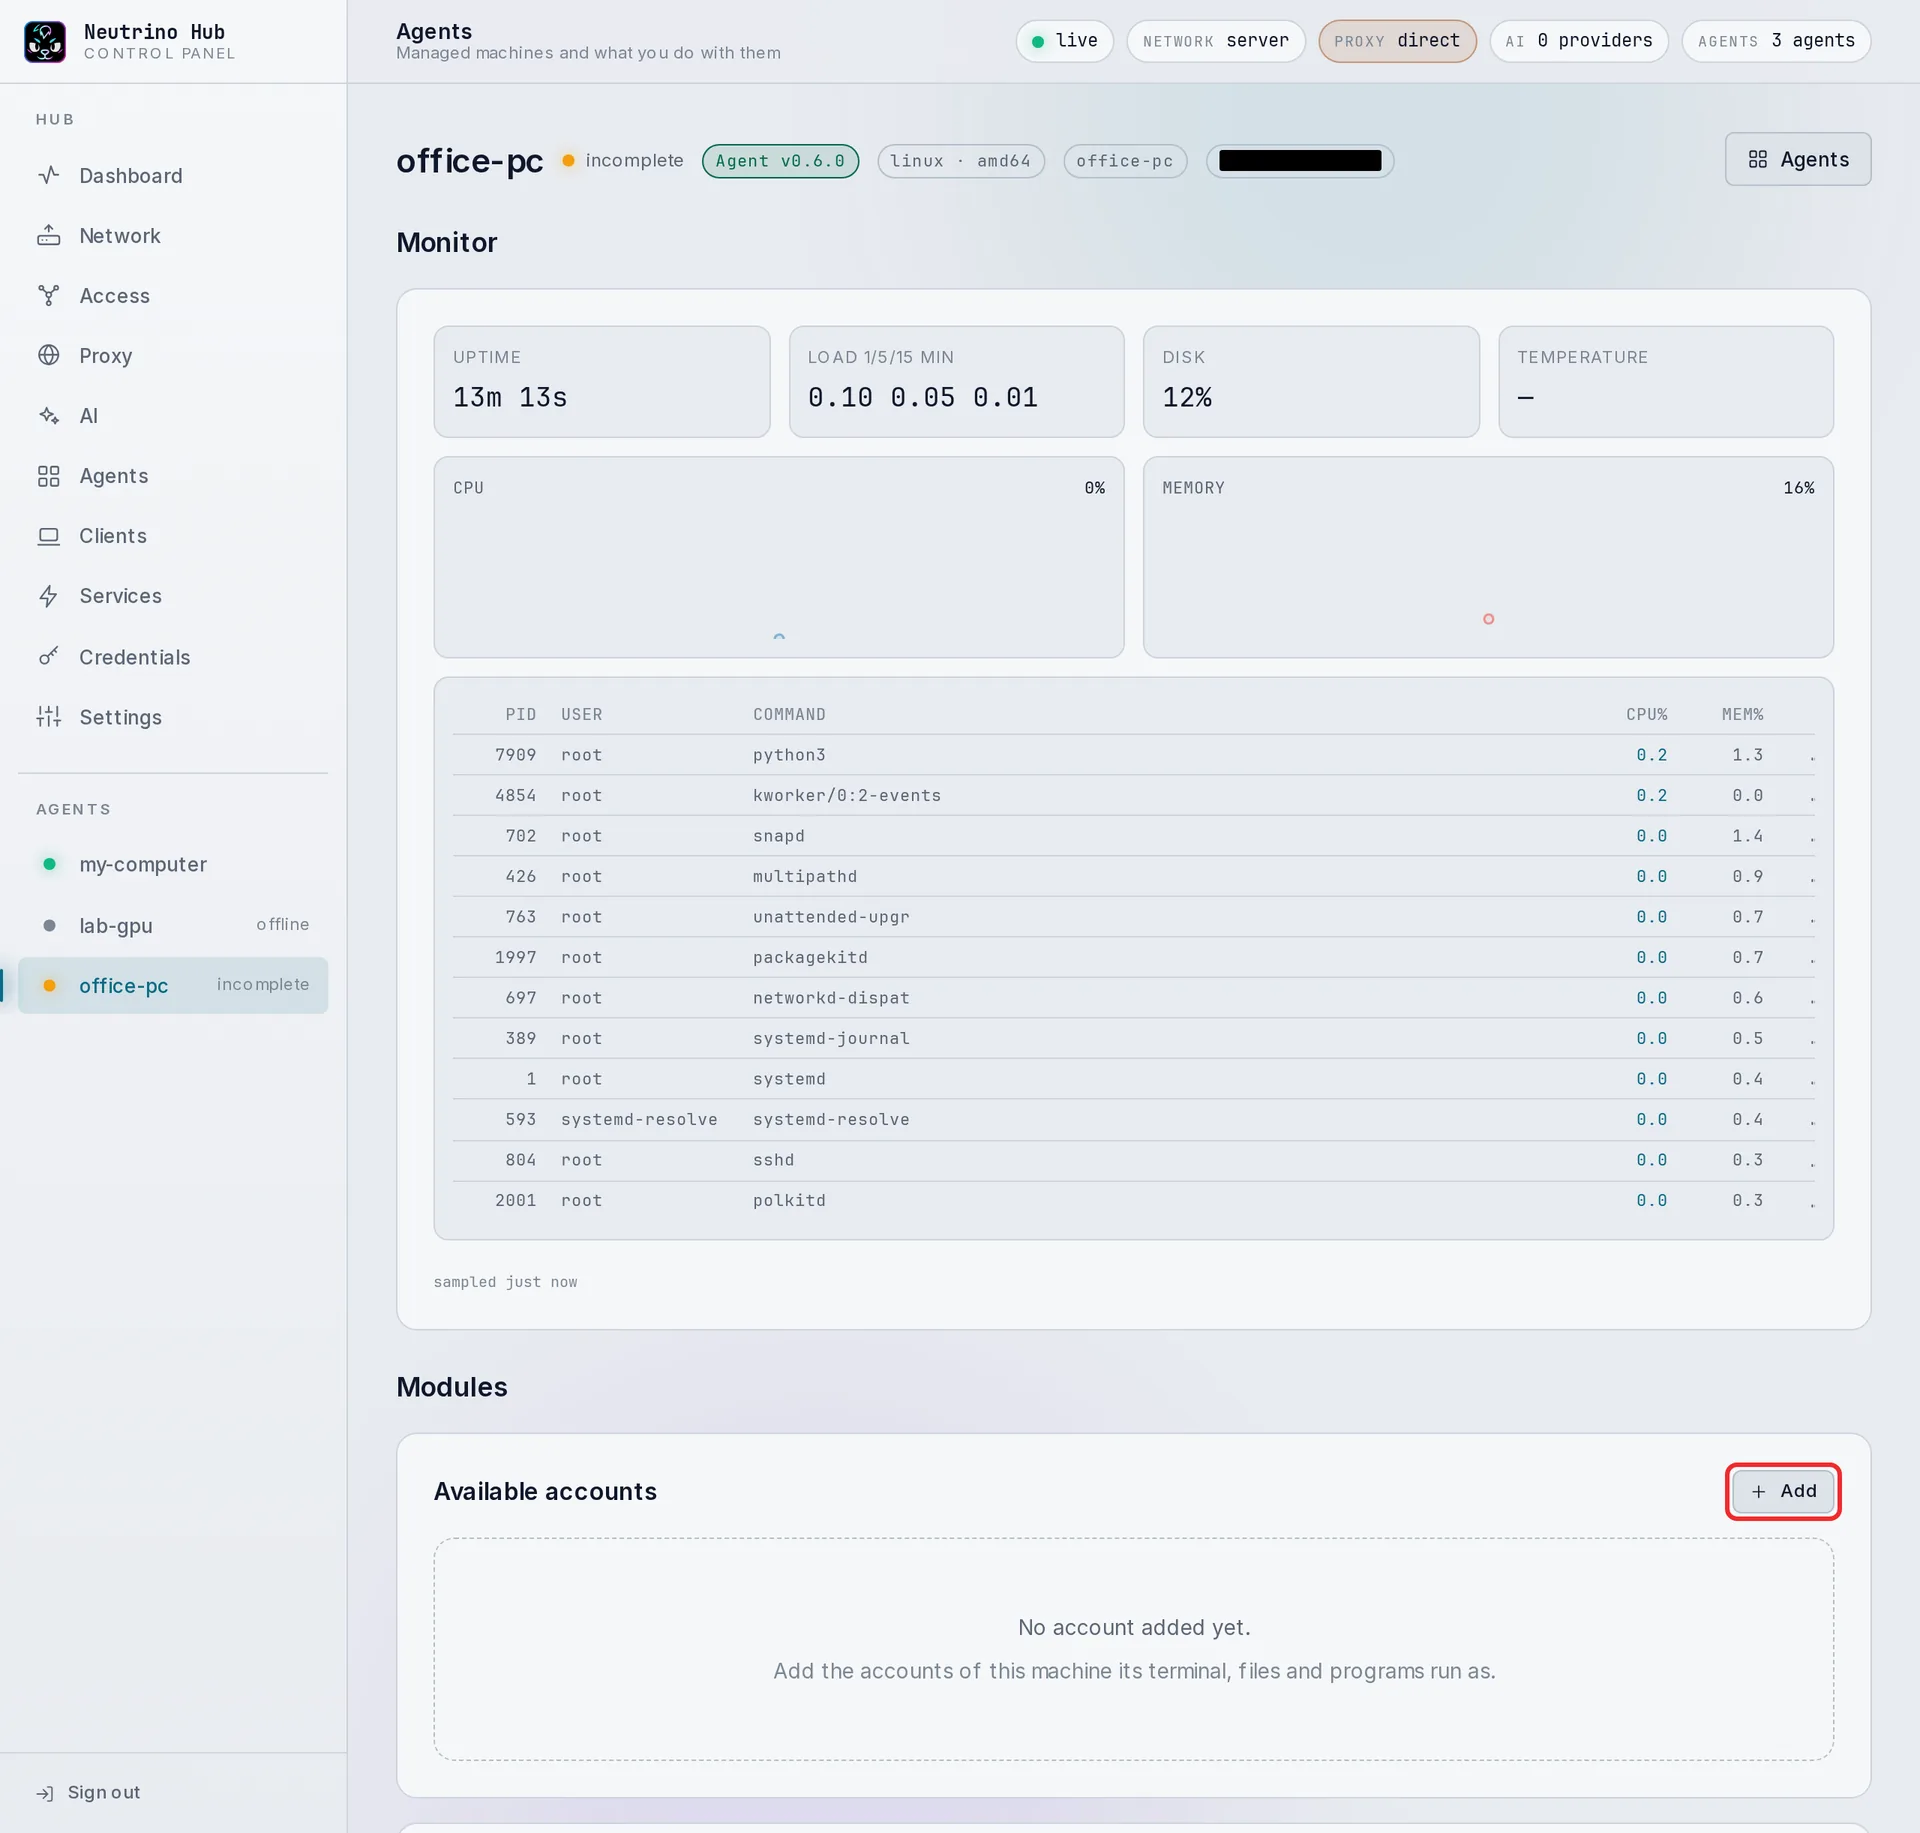 Neutrino Hub
CONTROL PANEL
Agents
Managed machines and what you do with them
live
NETWORK server
PROXY direct
AI 0 providers
AGENTS 3 agents
HUB
Dashboard
Network
Access
Proxy
AI
Agents
Clients
Services
Credentials
Settings
AGENTS
my-computer
lab-gpu offline
office-pc incomplete
Sign out
office-pc incomplete Agent v0.6.0 linux · amd64 office-pc
Agents
Monitor
UPTIME
13m 13s
LOAD 1/5/15 MIN
0.10 0.05 0.01
DISK
12%
TEMPERATURE
—
CPU 0%
MEMORY 16%
PID USER COMMAND CPU% MEM%
7909 root python3 0.2 1.3
4854 root kworker/0:2-events 0.2 0.0
702 root snapd 0.0 1.4
426 root multipathd 0.0 0.9
763 root unattended-upgr 0.0 0.7
1997 root packagekitd 0.0 0.7
697 root networkd-dispat 0.0 0.6
389 root systemd-journal 0.0 0.5
1 root systemd 0.0 0.4
593 systemd-resolve systemd-resolve 0.0 0.4
804 root sshd 0.0 0.3
2001 root polkitd 0.0 0.3
sampled just now
Modules
Available accounts
+ Add
No account added yet.
Add the accounts of this machine its terminal, files and programs run as.